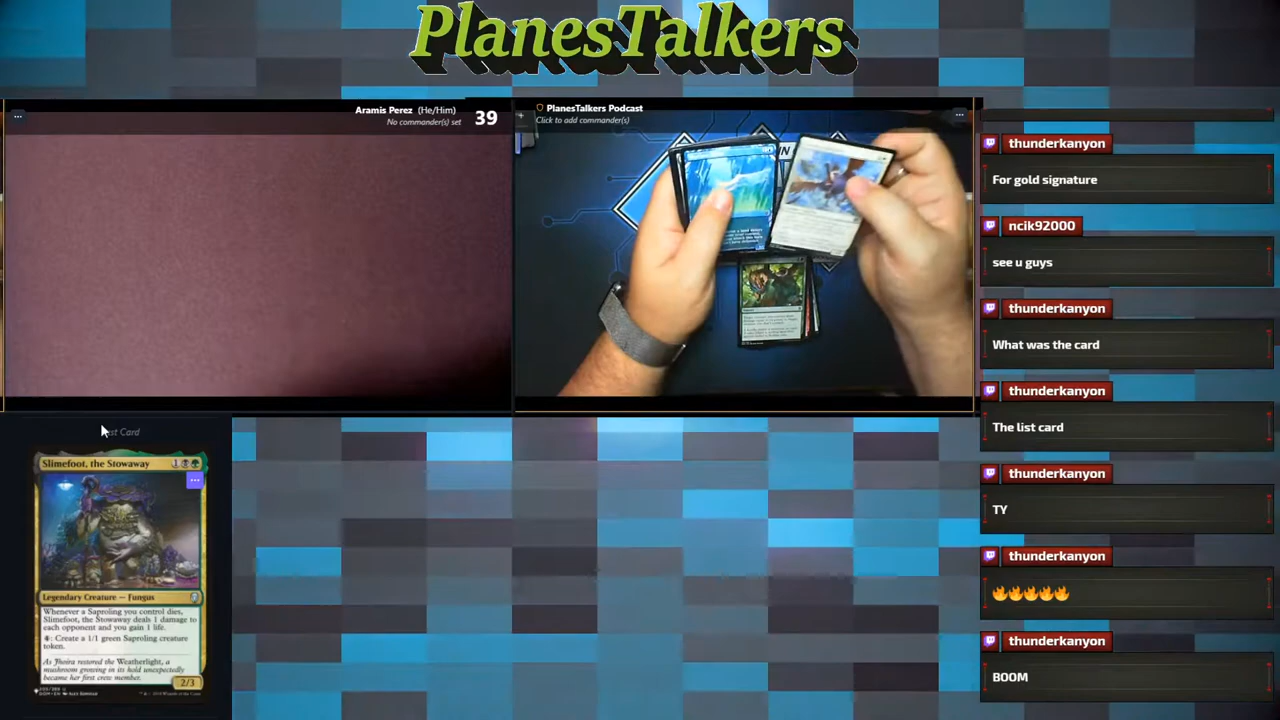 PlanesTalkers
Aramis Perez (He/Him)
No commander(s) set
39
PlanesTalkers Podcast
Click to add commander(s)
thunderkanyon
For gold signature
ncik92000
see u guys
thunderkanyon
What was the card
thunderkanyon
The list card
thunderkanyon
TY
thunderkanyon
🔥🔥🔥🔥🔥
thunderkanyon
BOOM
Card
Slimefoot, the Stowaway
1
Legendary Creature — Fungus
Whenever a Saproling you control dies,
Slimefoot, the Stowaway deals 1 damage to
each opponent and you gain 1 life.
4: Create a 1/1 green Saproling creature
token.
As Jhoira restored the Weatherlight, a
mushroom growing in its hold unexpectedly
became her first crew member.
2/3